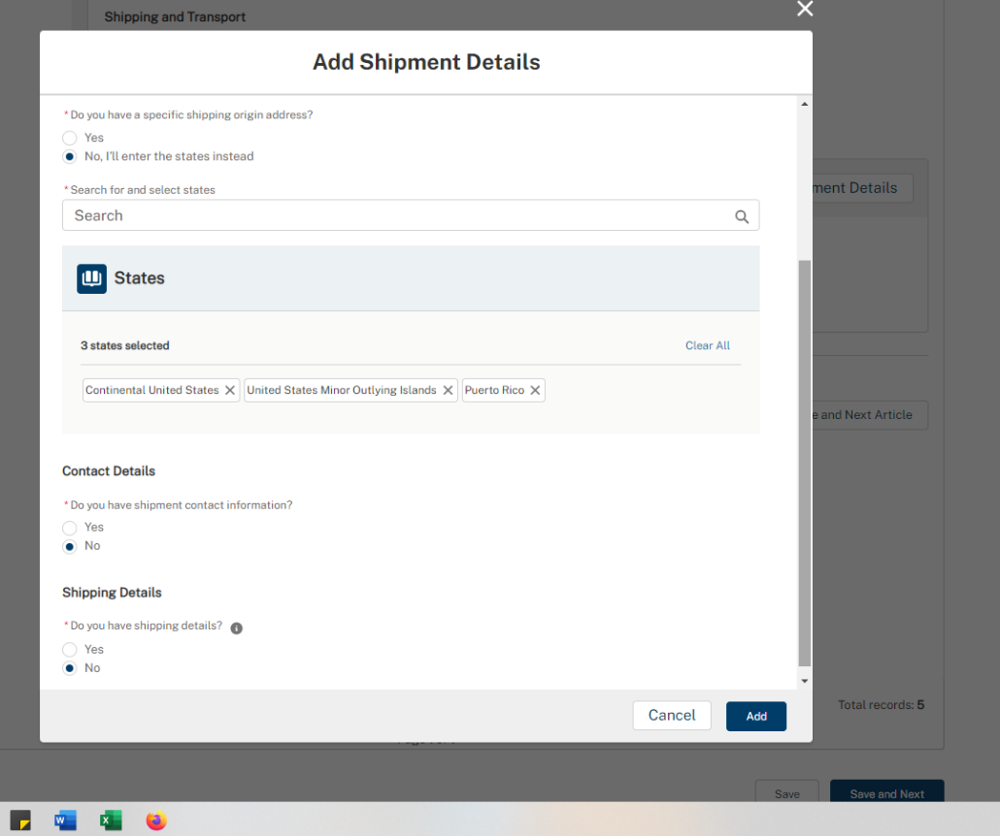 Shipping and Transport
Add Shipment Details
* Do you have a specific shipping origin address?
Yes
No, I'll enter the states instead
* Search for and select states
Search
ment Details
States
3 states selected
Clear All
Continental United States
United States Minor Outlying Islands
Puerto Rico
e and Next Article
Contact Details
* Do you have shipment contact information?
Yes
No
Shipping Details
* Do you have shipping details?
Yes
No
Total records: 5
Cancel
Add
Save
Save and Next